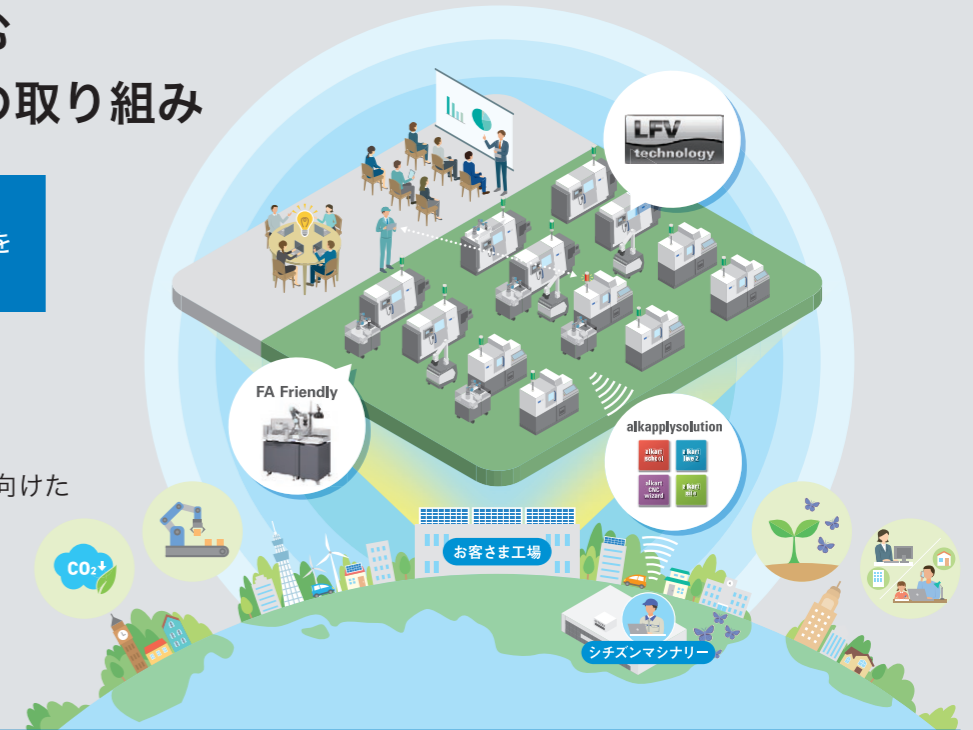 む
の取り組み
を
向けた
LFV
technology
FA Friendly
alkapplysolution
alkart
school
alkart
live 2
alkart
CNC
wizard
alkart
CO₂
お客さま工場
シチズンマシナリー